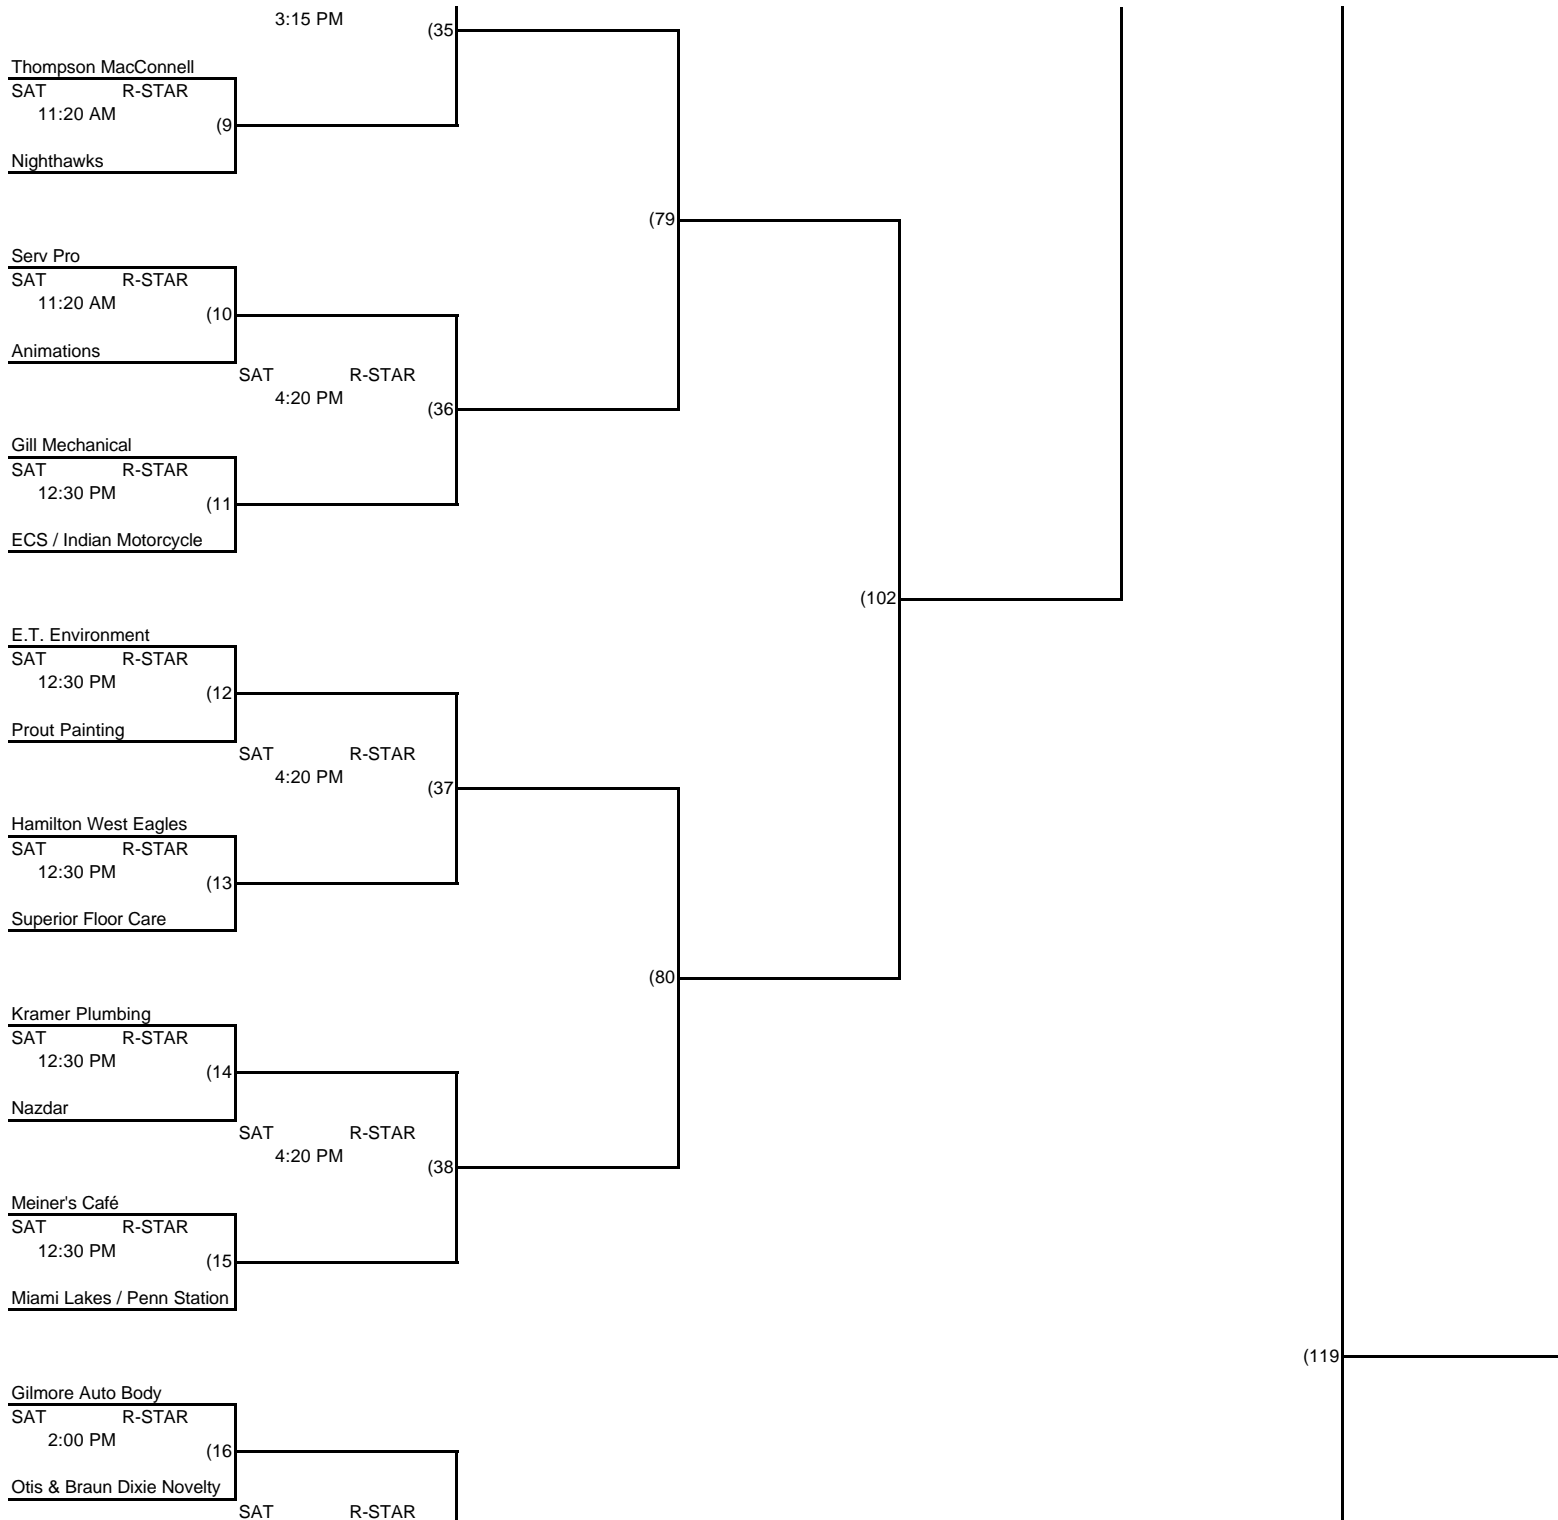 3:15 PM
(35
Thompson MacConnell
SAT R-STAR
11:20 AM
(9
Nighthawks
(79
Serv Pro
SAT R-STAR
11:20 AM
(10
Animations
SAT R-STAR
4:20 PM
(36
Gill Mechanical
SAT R-STAR
12:30 PM
(11
ECS / Indian Motorcycle
(102
E.T. Environment
SAT R-STAR
12:30 PM
(12
Prout Painting
SAT R-STAR
4:20 PM
(37
Hamilton West Eagles
SAT R-STAR
12:30 PM
(13
Superior Floor Care
(80
Kramer Plumbing
SAT R-STAR
12:30 PM
(14
Nazdar
SAT R-STAR
4:20 PM
(38
Meiner's Café
SAT R-STAR
12:30 PM
(15
Miami Lakes / Penn Station
(119
Gilmore Auto Body
SAT R-STAR
2:00 PM
(16
Otis & Braun Dixie Novelty
SAT R-STAR